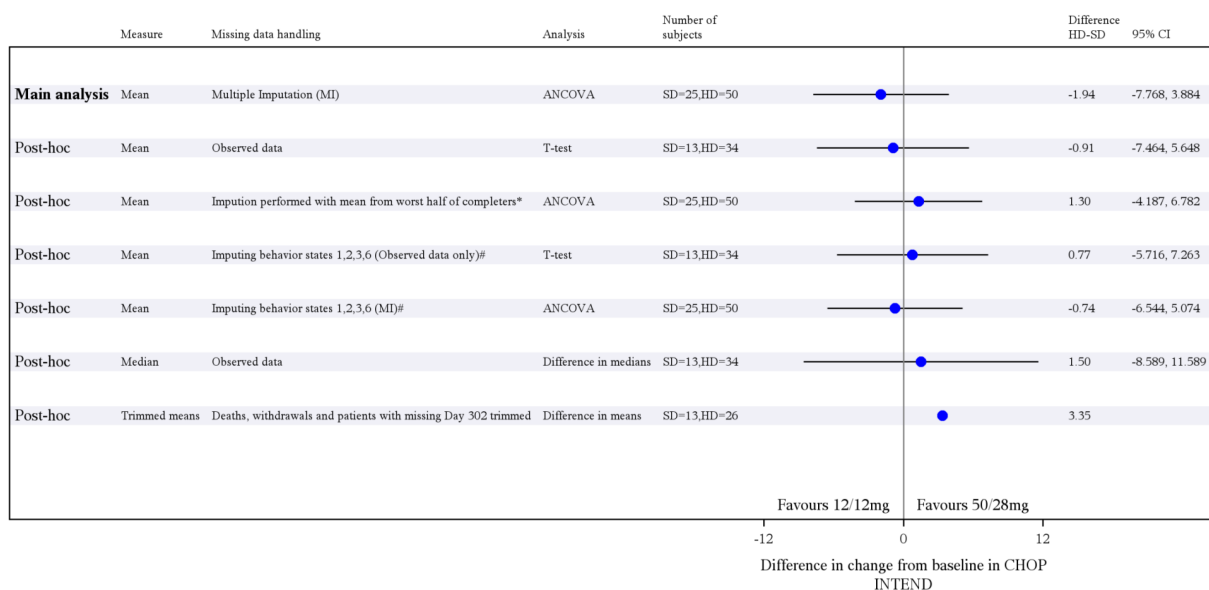 Measure Missing data handling Analysis Number of subjects Difference HD-SD 95% CI
Main analysis Mean Multiple Imputation (MI) ANCOVA SD=25,HD=50 -1.94 -7.768, 3.884
Post-hoc Mean Observed data T-test SD=13,HD=34 -0.91 -7.464, 5.648
Post-hoc Mean Impution performed with mean from worst half of completers* ANCOVA SD=25,HD=50 1.30 -4.187, 6.782
Post-hoc Mean Imputing behavior states 1,2,3,6 (Observed data only)# T-test SD=13,HD=34 0.77 -5.716, 7.263
Post-hoc Mean Imputing behavior states 1,2,3,6 (MI)# ANCOVA SD=25,HD=50 -0.74 -6.544, 5.074
Post-hoc Median Observed data Difference in medians SD=13,HD=34 1.50 -8.589, 11.589
Post-hoc Trimmed means Deaths, withdrawals and patients with missing Day 302 trimmed Difference in means SD=13,HD=26 3.35
Favours 12/12mg Favours 50/28mg
-12 0 12
Difference in change from baseline in CHOP
INTEND